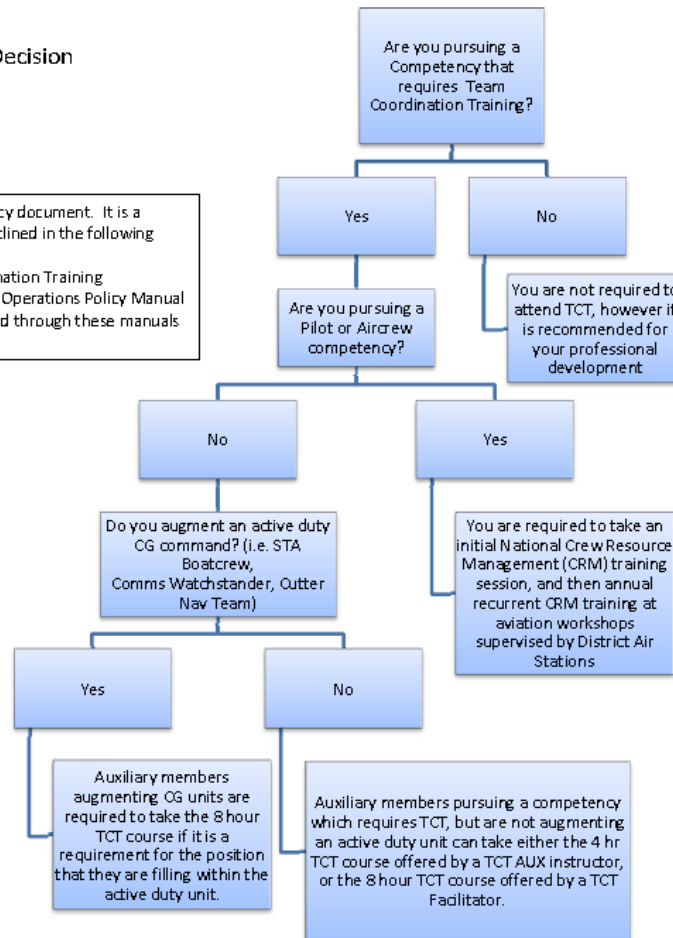 Decision
Are you pursuing a
Competency that
requires Team
Coordination Training?
cy document. It is a
tlined in the following
nation Training
Operations Policy Manual
d through these manuals
Yes
No
Are you pursuing a
Pilot or Aircrew
competency?
You are not required to
attend TCT, however it
is recommended for
your professional
development
No
Yes
Do you augment an active duty
CG command? (i.e. STA
Boatcrew,
Comms Watchstander, Cutter
Nav Team)
You are required to take an
initial National Crew Resource
Management (CRM) training
session, and then annual
recurrent CRM training at
aviation workshops
supervised by District Air
Stations
Yes
No
Auxiliary members
augmenting CG units are
required to take the 8 hour
TCT course if it is a
requirement for the position
that they are filling within the
active duty unit.
Auxiliary members pursuing a competency
which requires TCT, but are not augmenting
an active duty unit can take either the 4 hr
TCT course offered by a TCT AUX instructor,
or the 8 hour TCT course offered by a TCT
Facilitator.